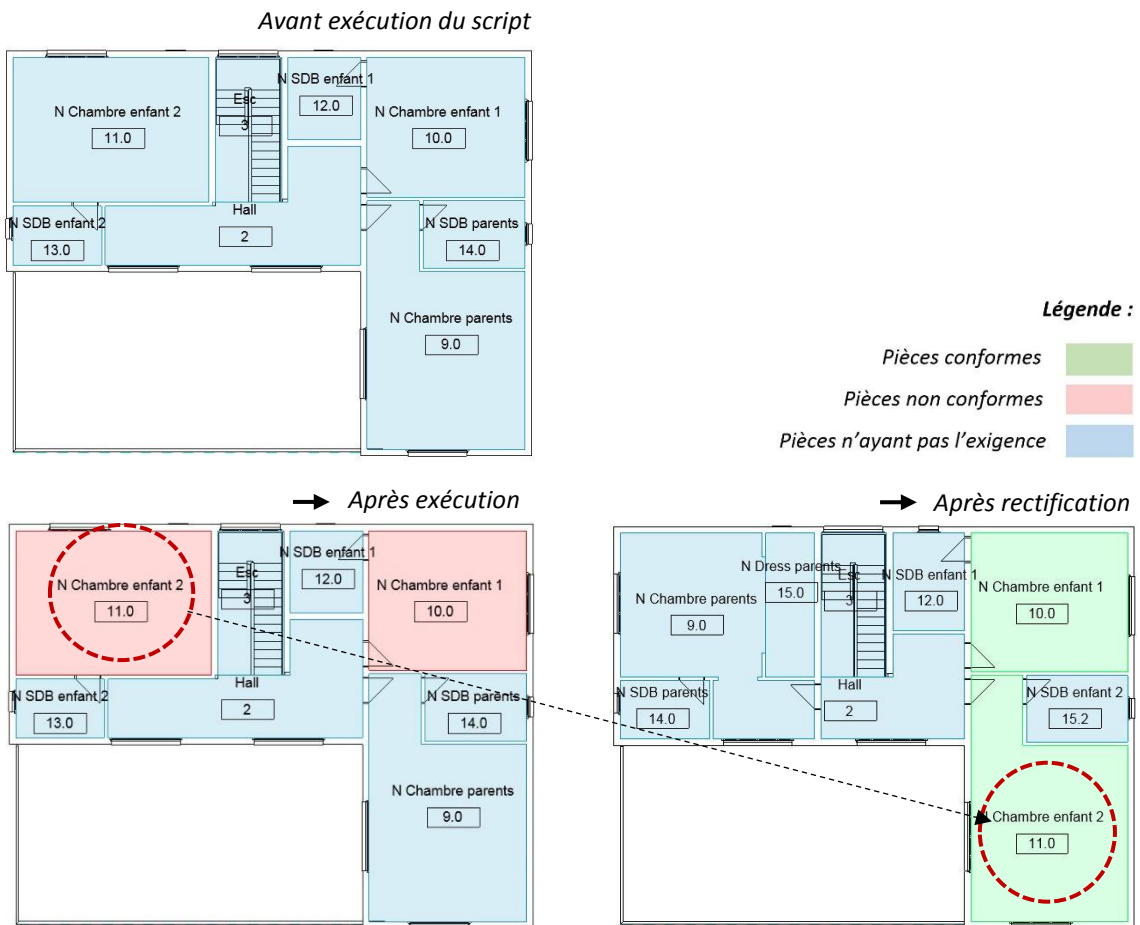 Avant exécution du script
N SDB enfant 1
12.0
Esc
3
N Chambre enfant 2
11.0
N Chambre enfant 1
10.0
Hall
2
N SDB enfant 2
13.0
N SDB parents
14.0
N Chambre parents
9.0
Légende :
Pièces conformes
Pièces non conformes
Pièces n’ayant pas l’exigence
Après exécution
N SDB enfant 1
12.0
Esc
3
N Chambre enfant 2
11.0
N Chambre enfant 1
10.0
Hall
2
N SDB enfant 2
13.0
N SDB parents
14.0
N Chambre parents
9.0
Après rectification
N Dress parents
15.0
Esc
3
N SDB enfant 1
12.0
N Chambre enfant 1
10.0
N Chambre parents
9.0
N SDB parents
14.0
Hall
2
N SDB enfant 2
15.2
N Chambre enfant 2
11.0